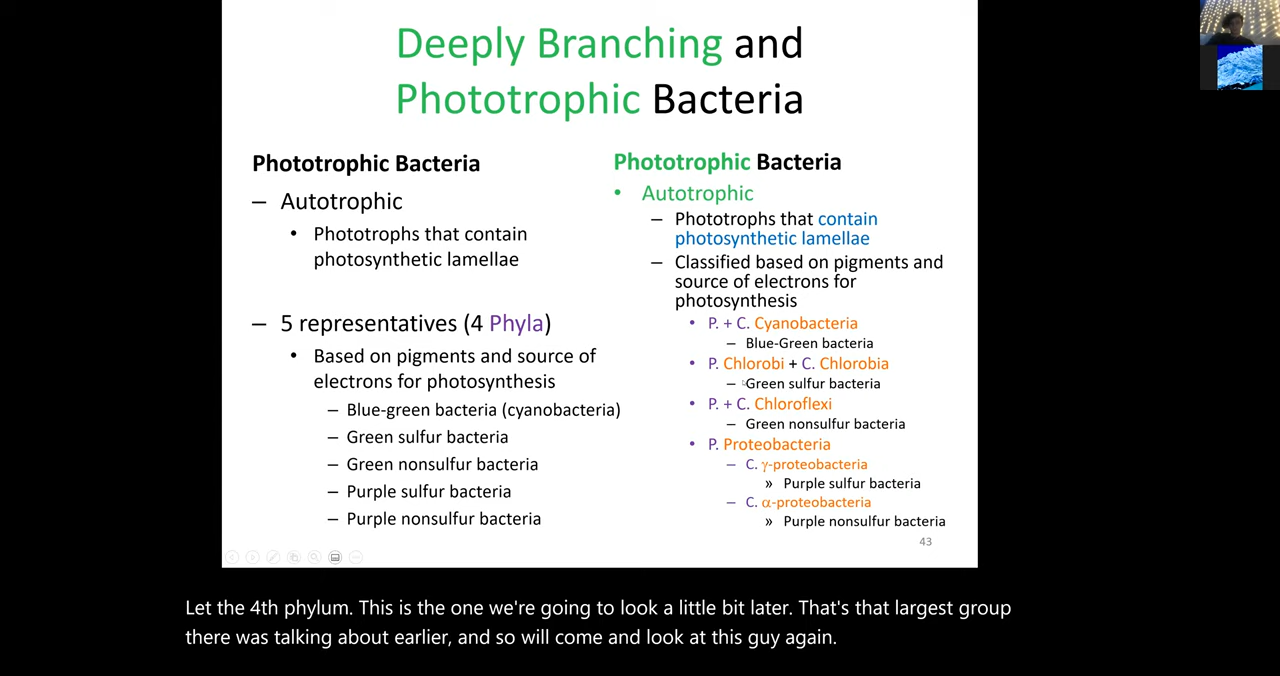 Deeply Branching and
Phototrophic Bacteria
Phototrophic Bacteria
– Autotrophic
• Phototrophs that contain
photosynthetic lamellae
– 5 representatives (4 Phyla)
• Based on pigments and source of
electrons for photosynthesis
– Blue-green bacteria (cyanobacteria)
– Green sulfur bacteria
– Green nonsulfur bacteria
– Purple sulfur bacteria
– Purple nonsulfur bacteria
Phototrophic Bacteria
• Autotrophic
– Phototrophs that contain
photosynthetic lamellae
– Classified based on pigments and
source of electrons for
photosynthesis
• P. + C. Cyanobacteria
– Blue-Green bacteria
• P. Chlorobi + C. Chlorobia
– Green sulfur bacteria
• P. + C. Chloroflexi
– Green nonsulfur bacteria
• P. Proteobacteria
– C. γ-proteobacteria
» Purple sulfur bacteria
– C. α-proteobacteria
» Purple nonsulfur bacteria
43
Let the 4th phylum. This is the one we're going to look a little bit later. That's that largest group
there was talking about earlier, and so will come and look at this guy again.